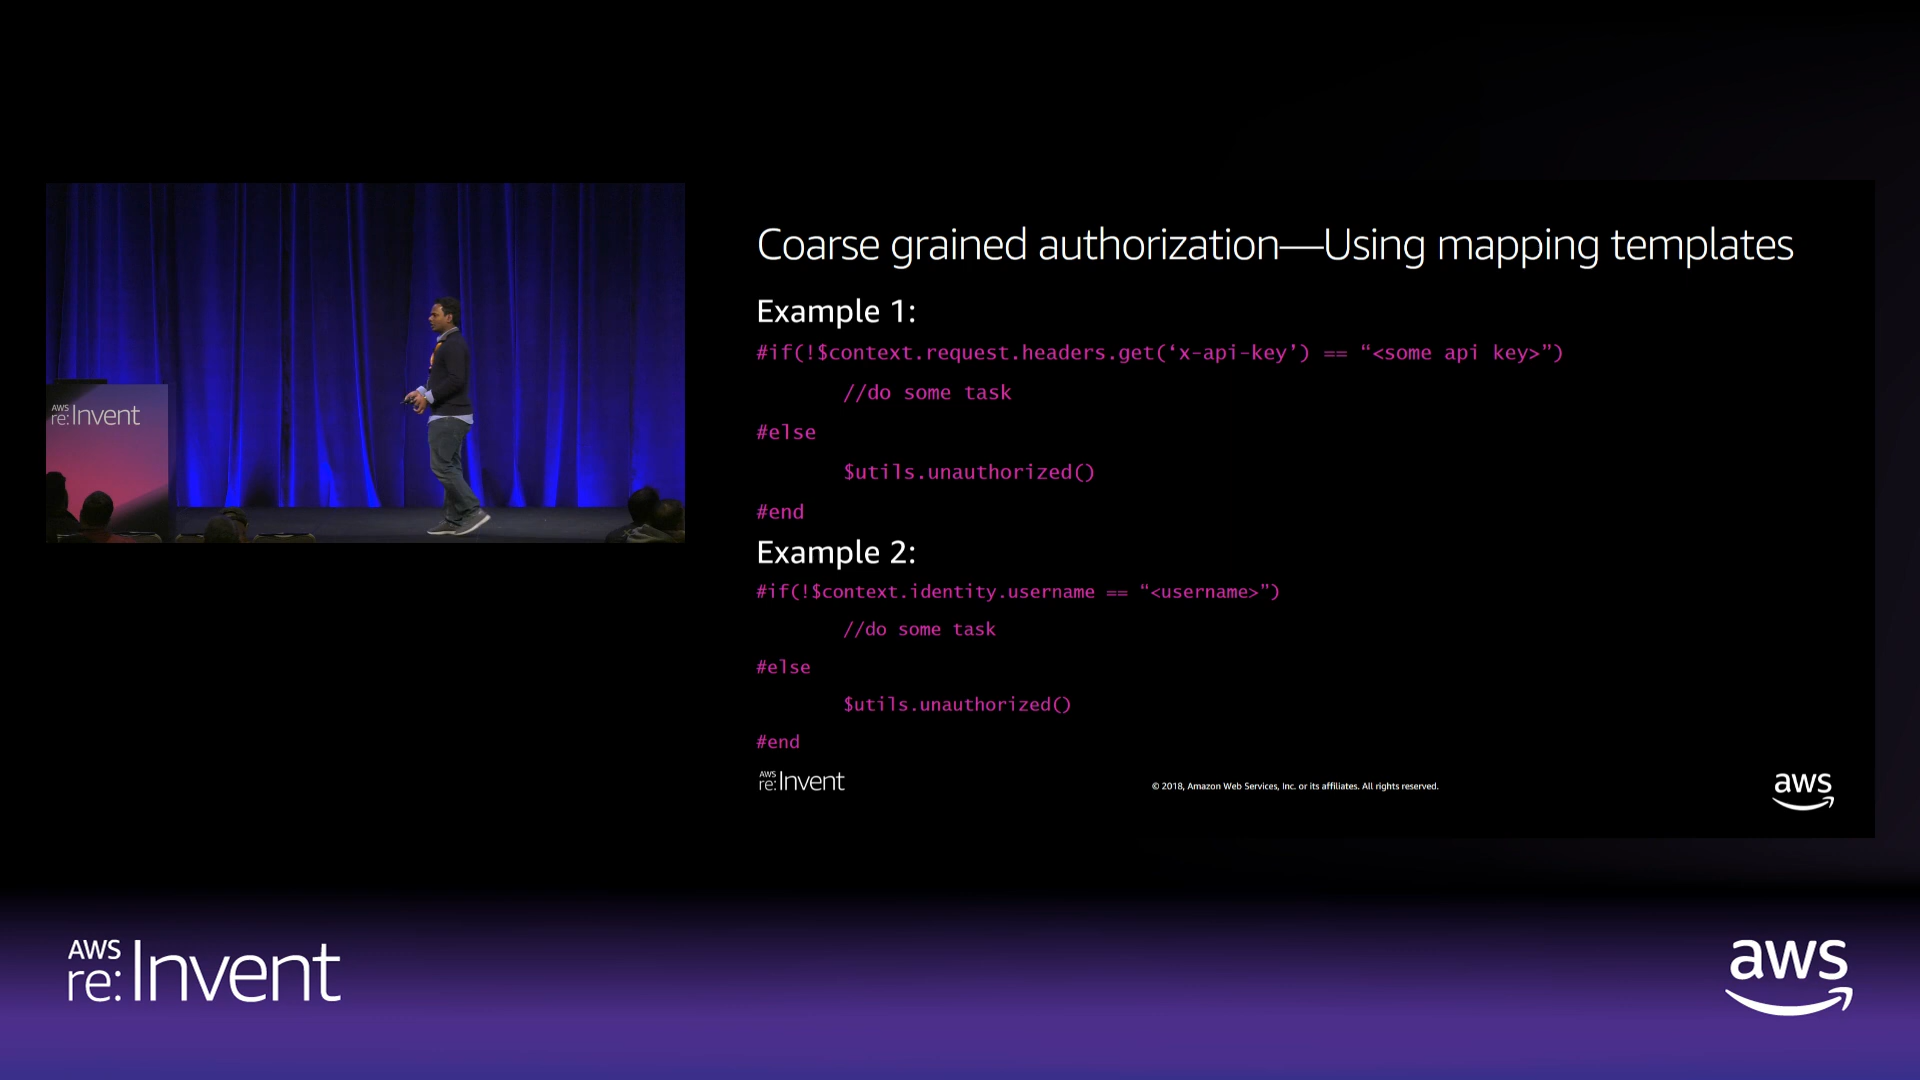 AWS
re:Invent
Coarse grained authorization—Using mapping templates
Example 1:
#if(!$context.request.headers.get(‘x-api-key’) == “<some api key>”)
//do some task
#else
$utils.unauthorized()
#end
Example 2:
#if(!$context.identity.username == “<username>”)
//do some task
#else
$utils.unauthorized()
#end
AWS
re:Invent
© 2018, Amazon Web Services, Inc. or its affiliates. All rights reserved.
aws
AWS
re:Invent
aws